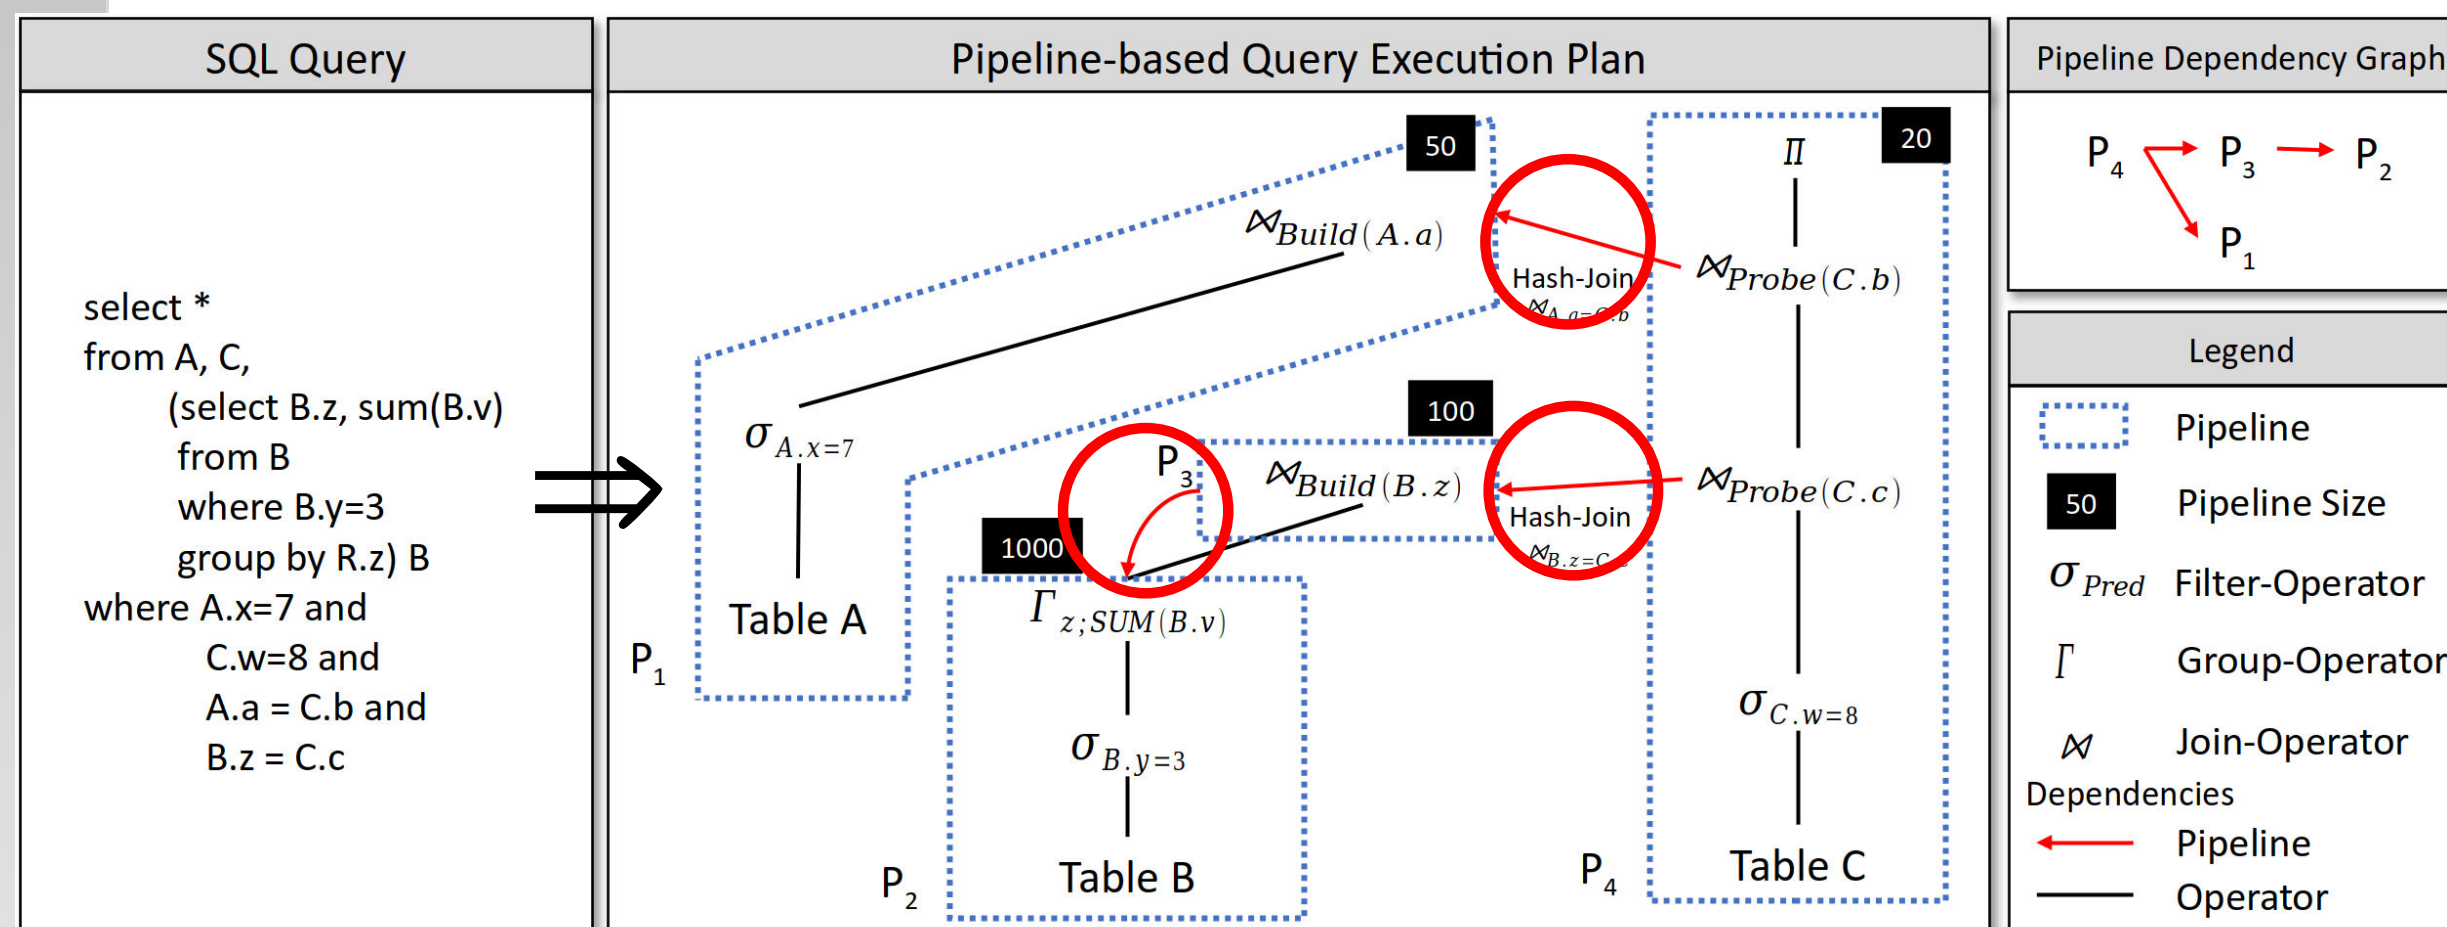 SQL Query
select *
from A, C,
(select B.z, sum(B.v)
from B
where B.y=3
group by R.z) B
where A.x=7 and
C.w=8 and
A.a = C.b and
B.z = C.c
Pipeline-based Query Execution Plan
50
⋈Build(A.a)
Hash-Join
⋈A.a=C.b
σA.x=7
Table A
P1
100
P3
⋈Build(B.z)
Hash-Join
⋈B.z=C
1000
Γz;SUM(B.v)
σB.y=3
Table B
P2
20
Π
⋈Probe(C.b)
⋈Probe(C.c)
σC.w=8
Table C
P4
Pipeline Dependency Graph
P4 P3 P2
P1
Legend
Pipeline
50 Pipeline Size
σPred Filter-Operator
Γ Group-Operator
⋈ Join-Operator
Dependencies
Pipeline
Operator